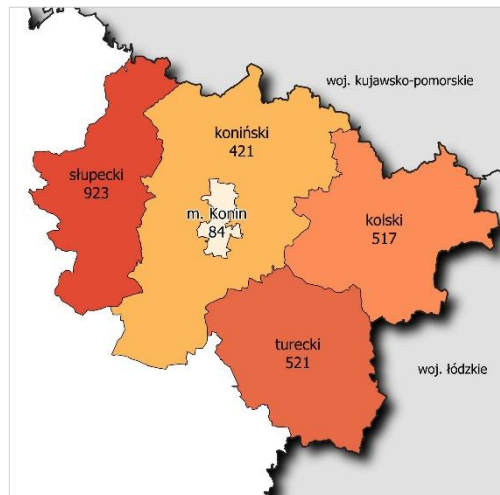 woj. kujawsko-pomorskie
koniński
421
słupecki
923
m. Konin
84
kolski
517
turecki
521
woj. łódzkie